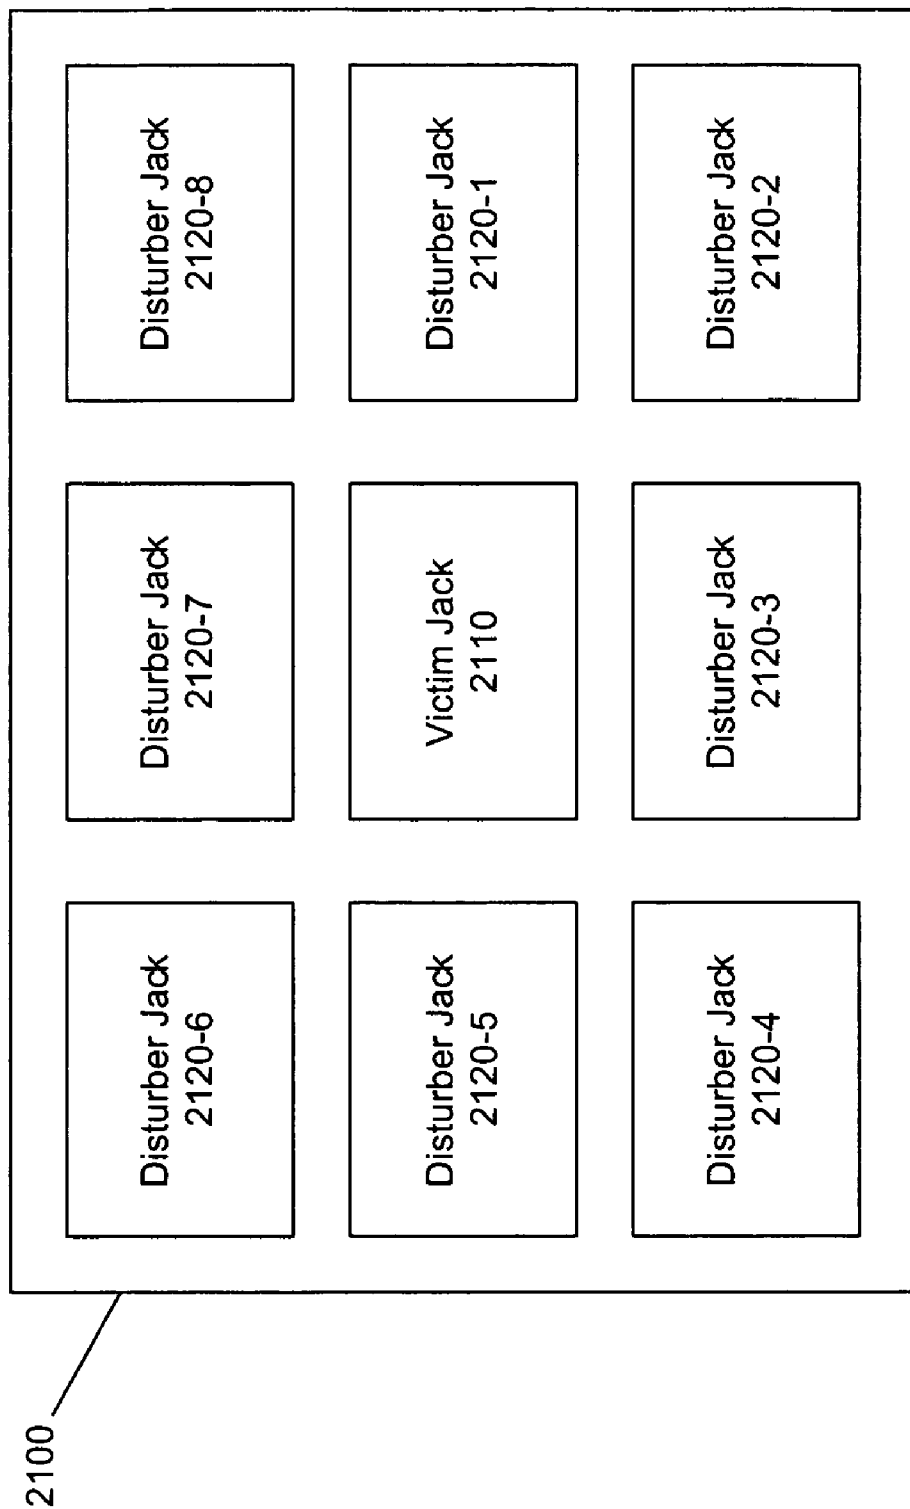 2100
Disturber Jack
2120-6
Disturber Jack
2120-7
Disturber Jack
2120-8
Disturber Jack
2120-5
Victim Jack
2110
Disturber Jack
2120-1
Disturber Jack
2120-4
Disturber Jack
2120-3
Disturber Jack
2120-2